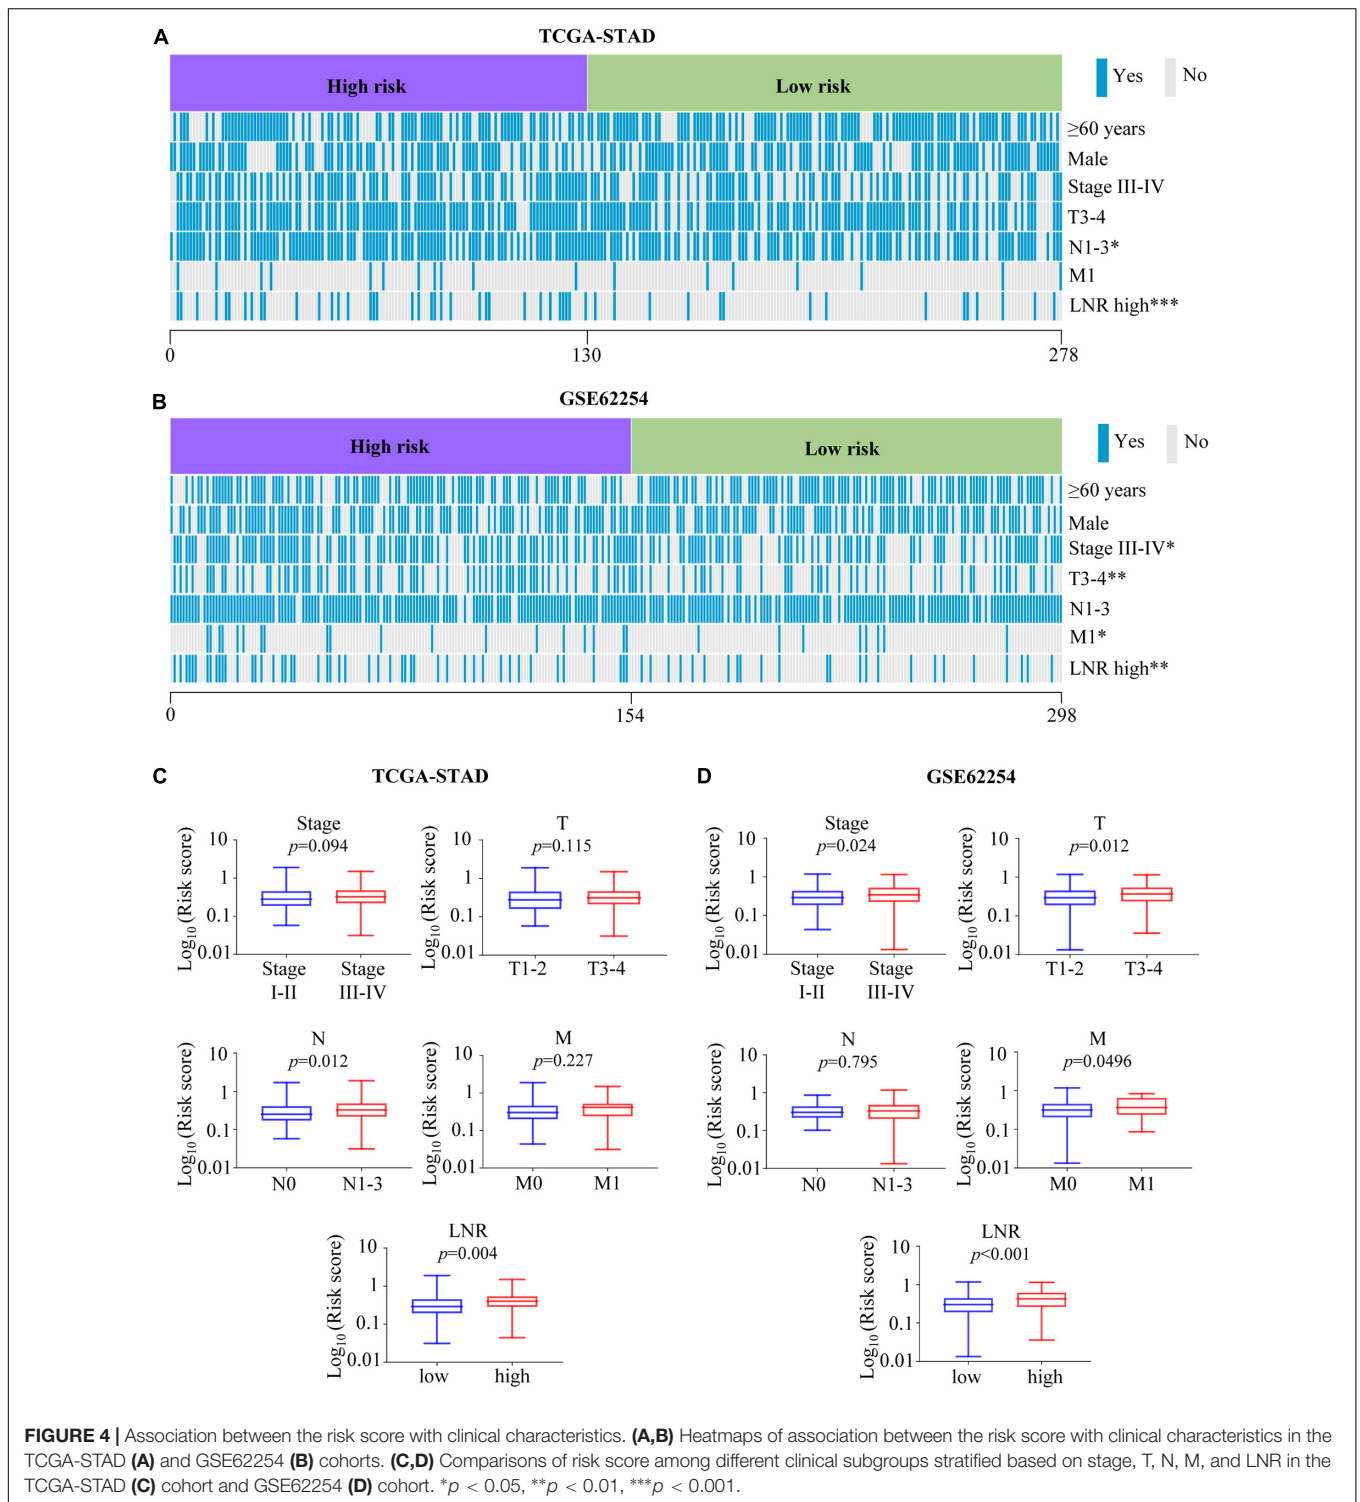 A
TCGA-STAD
High risk
Low risk
Yes
No
≥60 years
Male
Stage III-IV
T3-4
N1-3*
M1
LNR high***
0
130
278
B
GSE62254
High risk
Low risk
Yes
No
≥60 years
Male
Stage III-IV*
T3-4**
N1-3
M1*
LNR high**
0
154
298
C
TCGA-STAD
Stage
p=0.094
Log10 (Risk score)
10
1
0.1
0.01
Stage I-II
Stage III-IV
T
p=0.115
Log10 (Risk score)
10
1
0.1
0.01
T1-2
T3-4
N
p=0.012
Log10 (Risk score)
10
1
0.1
0.01
N0
N1-3
M
p=0.227
Log10 (Risk score)
10
1
0.1
0.01
M0
M1
LNR
p=0.004
Log10 (Risk score)
10
1
0.1
0.01
low
high
D
GSE62254
Stage
p=0.024
Log10 (Risk score)
10
1
0.1
0.01
Stage I-II
Stage III-IV
T
p=0.012
Log10 (Risk score)
10
1
0.1
0.01
T1-2
T3-4
N
p=0.795
Log10 (Risk score)
10
1
0.1
0.01
N0
N1-3
M
p=0.0496
Log10 (Risk score)
10
1
0.1
0.01
M0
M1
LNR
p<0.001
Log10 (Risk score)
10
1
0.1
0.01
low
high
FIGURE 4 | Association between the risk score with clinical characteristics. (A,B) Heatmaps of association between the risk score with clinical characteristics in the
TCGA-STAD (A) and GSE62254 (B) cohorts. (C,D) Comparisons of risk score among different clinical subgroups stratified based on stage, T, N, M, and LNR in the
TCGA-STAD (C) cohort and GSE62254 (D) cohort. *p < 0.05, **p < 0.01, ***p < 0.001.